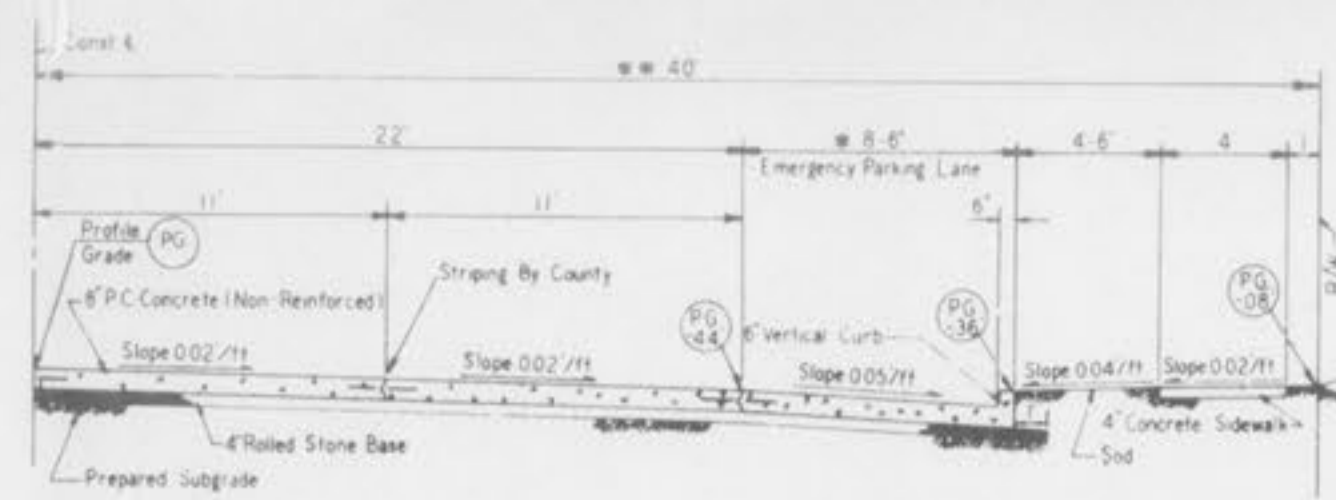 Const ℄
** 40'
22'
* 8-6"
4-6"
4
1
Emergency Parking Lane
11'
11'
6"
Profile
Grade
PG
Striping By County
8" P.C. Concrete (Non-Reinforced)
PG
-.44
6" Vertical Curb
PG
-.36
PG
-.08
R/W
Slope 0.02'/ft
Slope 0.02'/ft
Slope 0.05'/ft
Slope 0.04'/ft
Slope 0.02'/ft
4" Rolled Stone Base
4" Concrete Sidewalk
Sod
Prepared Subgrade